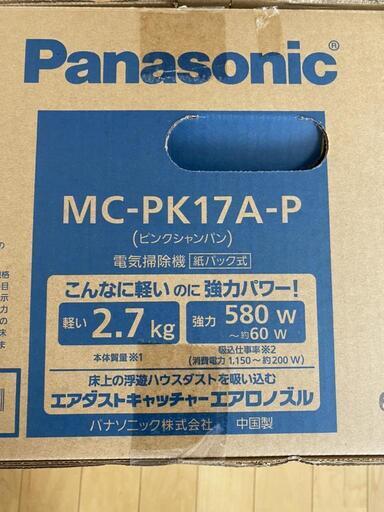 Panasonic®
MC-PK17A-P
(ピンクシャンパン)
電気掃除機 紙パック式
こんなに軽いのに強力パワー!
軽い 2.7kg 強力 580W
～約60W
本体質量※1 吸込仕事率※2
(消費電力1,150～約200W)
床上の浮遊ハウスダストを吸い込む
エアダストキャッチャーエアロノズル
パナソニック株式会社 中国製